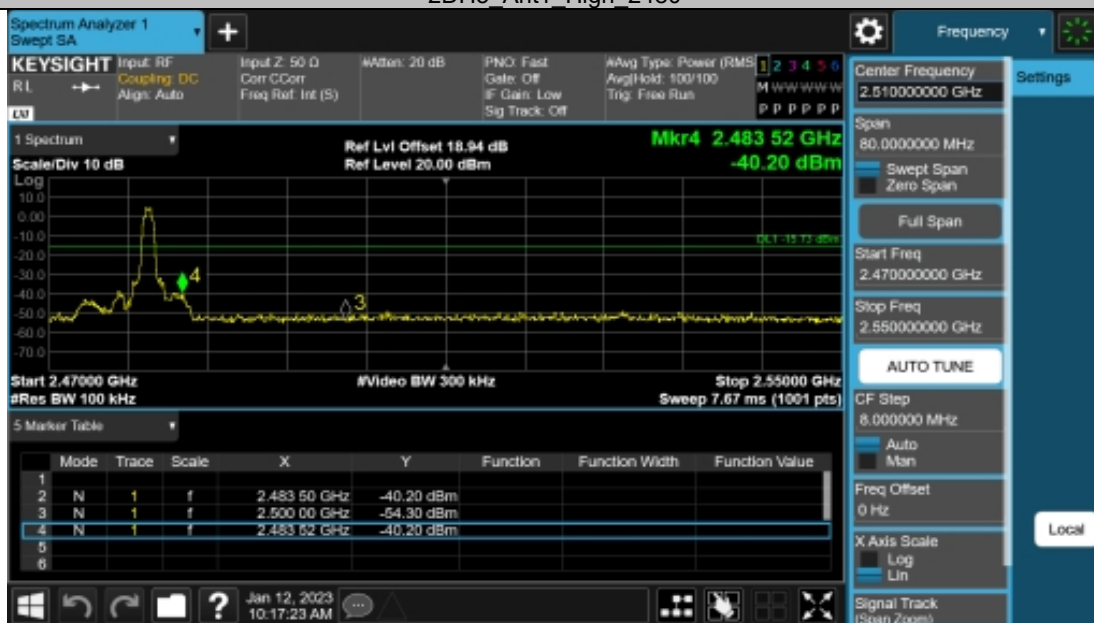 2DH5_Ant1_High_2480
Spectrum Analyzer 1
Swept SA
Frequency
KEYSIGHT
RL
LXI
Input: RF
Coupling: DC
Align: Auto
Input Z: 50 Ω
Corr CCorr
Freq Ref: Int (S)
#Atten: 20 dB
PNO: Fast
Gate: Off
IF Gain: Low
Sig Track: Off
#Avg Type: Power (RMS
Avg|Hold: 100/100
Trig: Free Run
1 2 3 4 5 6
M W W W W W
P P P P P P
Center Frequency
2.510000000 GHz
Settings
Span
80.0000000 MHz
Swept Span
Zero Span
Full Span
Start Freq
2.470000000 GHz
Stop Freq
2.550000000 GHz
AUTO TUNE
CF Step
8.000000 MHz
Auto
Man
Freq Offset
0 Hz
X Axis Scale
Log
Lin
Signal Track
(Span Zoom)
Local
1 Spectrum
Scale/Div 10 dB
Ref Lvl Offset 18.94 dB
Ref Level 20.00 dBm
Mkr4 2.483 52 GHz
-40.20 dBm
Log
10.0
0.00
-10.0
-20.0
-30.0
-40.0
-50.0
-60.0
-70.0
DL1 -15.73 dBm
4
3
Start 2.47000 GHz
#Res BW 100 kHz
#Video BW 300 kHz
Stop 2.55000 GHz
Sweep 7.67 ms (1001 pts)
5 Marker Table
Mode Trace Scale X Y Function Function Width Function Value
1
2 N 1 f 2.483 50 GHz -40.20 dBm
3 N 1 f 2.500 00 GHz -54.30 dBm
4 N 1 f 2.483 52 GHz -40.20 dBm
5
6
Jan 12, 2023
10:17:23 AM